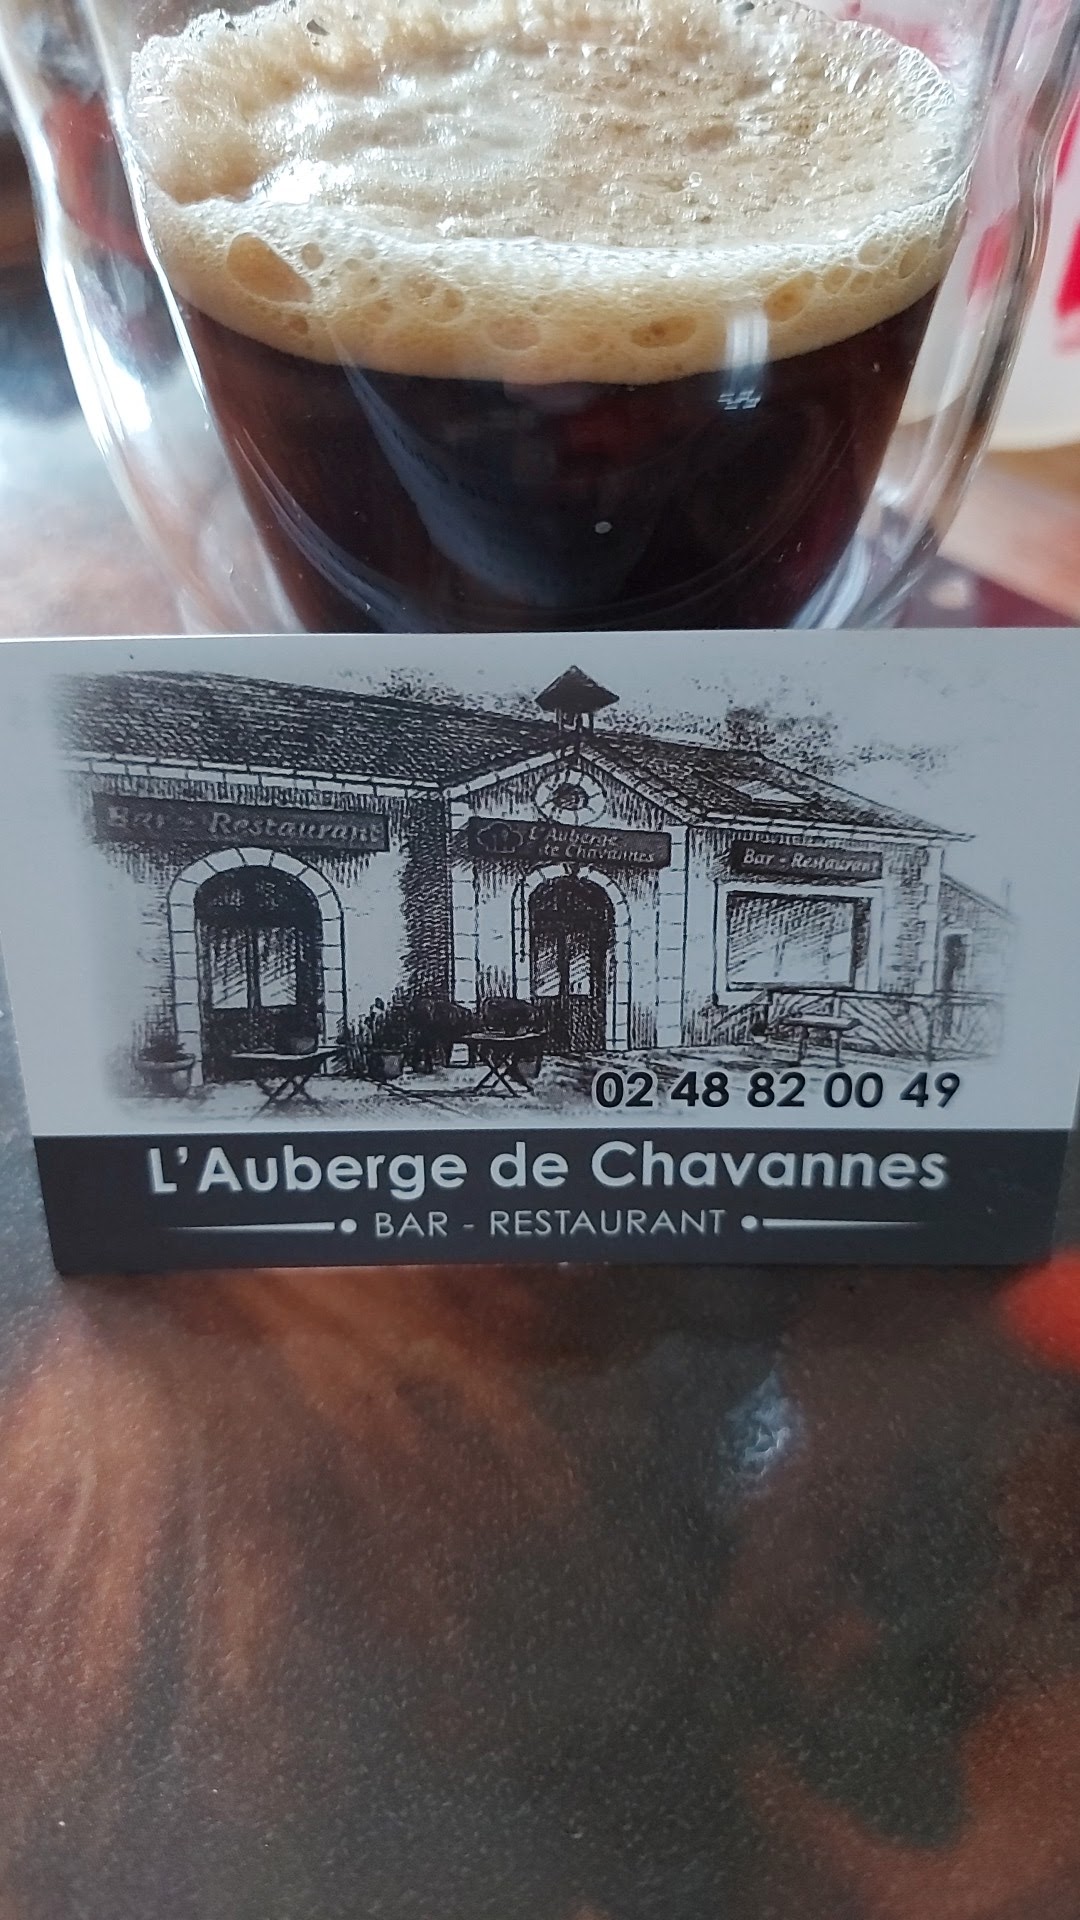 Bar - Restaurant
L'Auberge
de Chavannes
Bar - Restaurant
02 48 82 00 49
L'Auberge de Chavannes
BAR - RESTAURANT